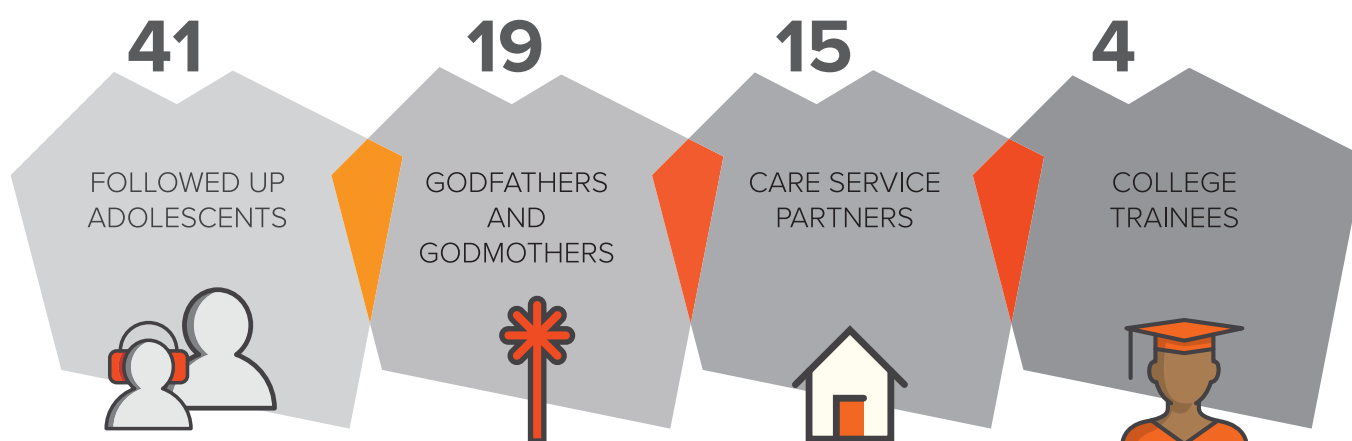 41
FOLLOWED UP
ADOLESCENTS
19
GODFATHERS
AND
GODMOTHERS
15
CARE SERVICE
PARTNERS
4
COLLEGE
TRAINEES